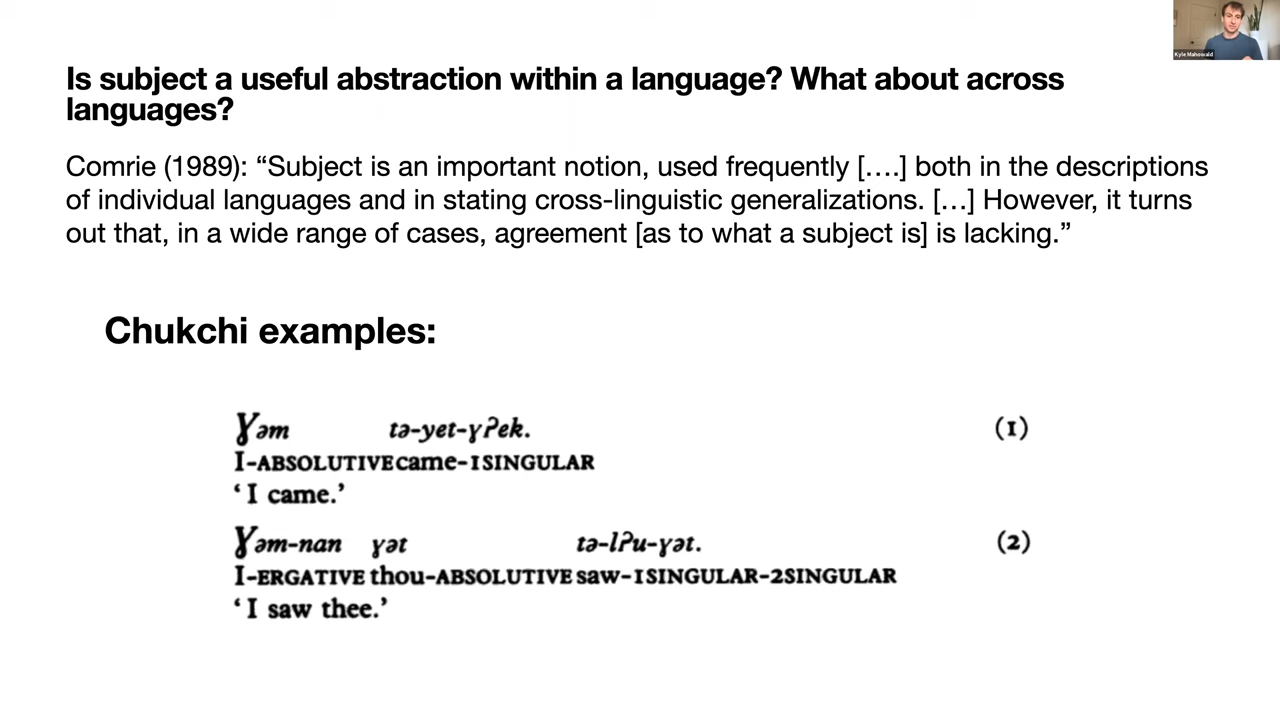 Kyle Mahowald
Is subject a useful abstraction within a language? What about across
languages?
Comrie (1989): “Subject is an important notion, used frequently [….] both in the descriptions
of individual languages and in stating cross-linguistic generalizations. […] However, it turns
out that, in a wide range of cases, agreement [as to what a subject is] is lacking.”
Chukchi examples:
Ɣəm tə-yet-ɣʔek. (1)
I-ABSOLUTIVE came-1SINGULAR
‘I came.’
Ɣəm-nan ɣət tə-lʔu-ɣət. (2)
I-ERGATIVE thou-ABSOLUTIVE saw-1SINGULAR-2SINGULAR
‘I saw thee.’